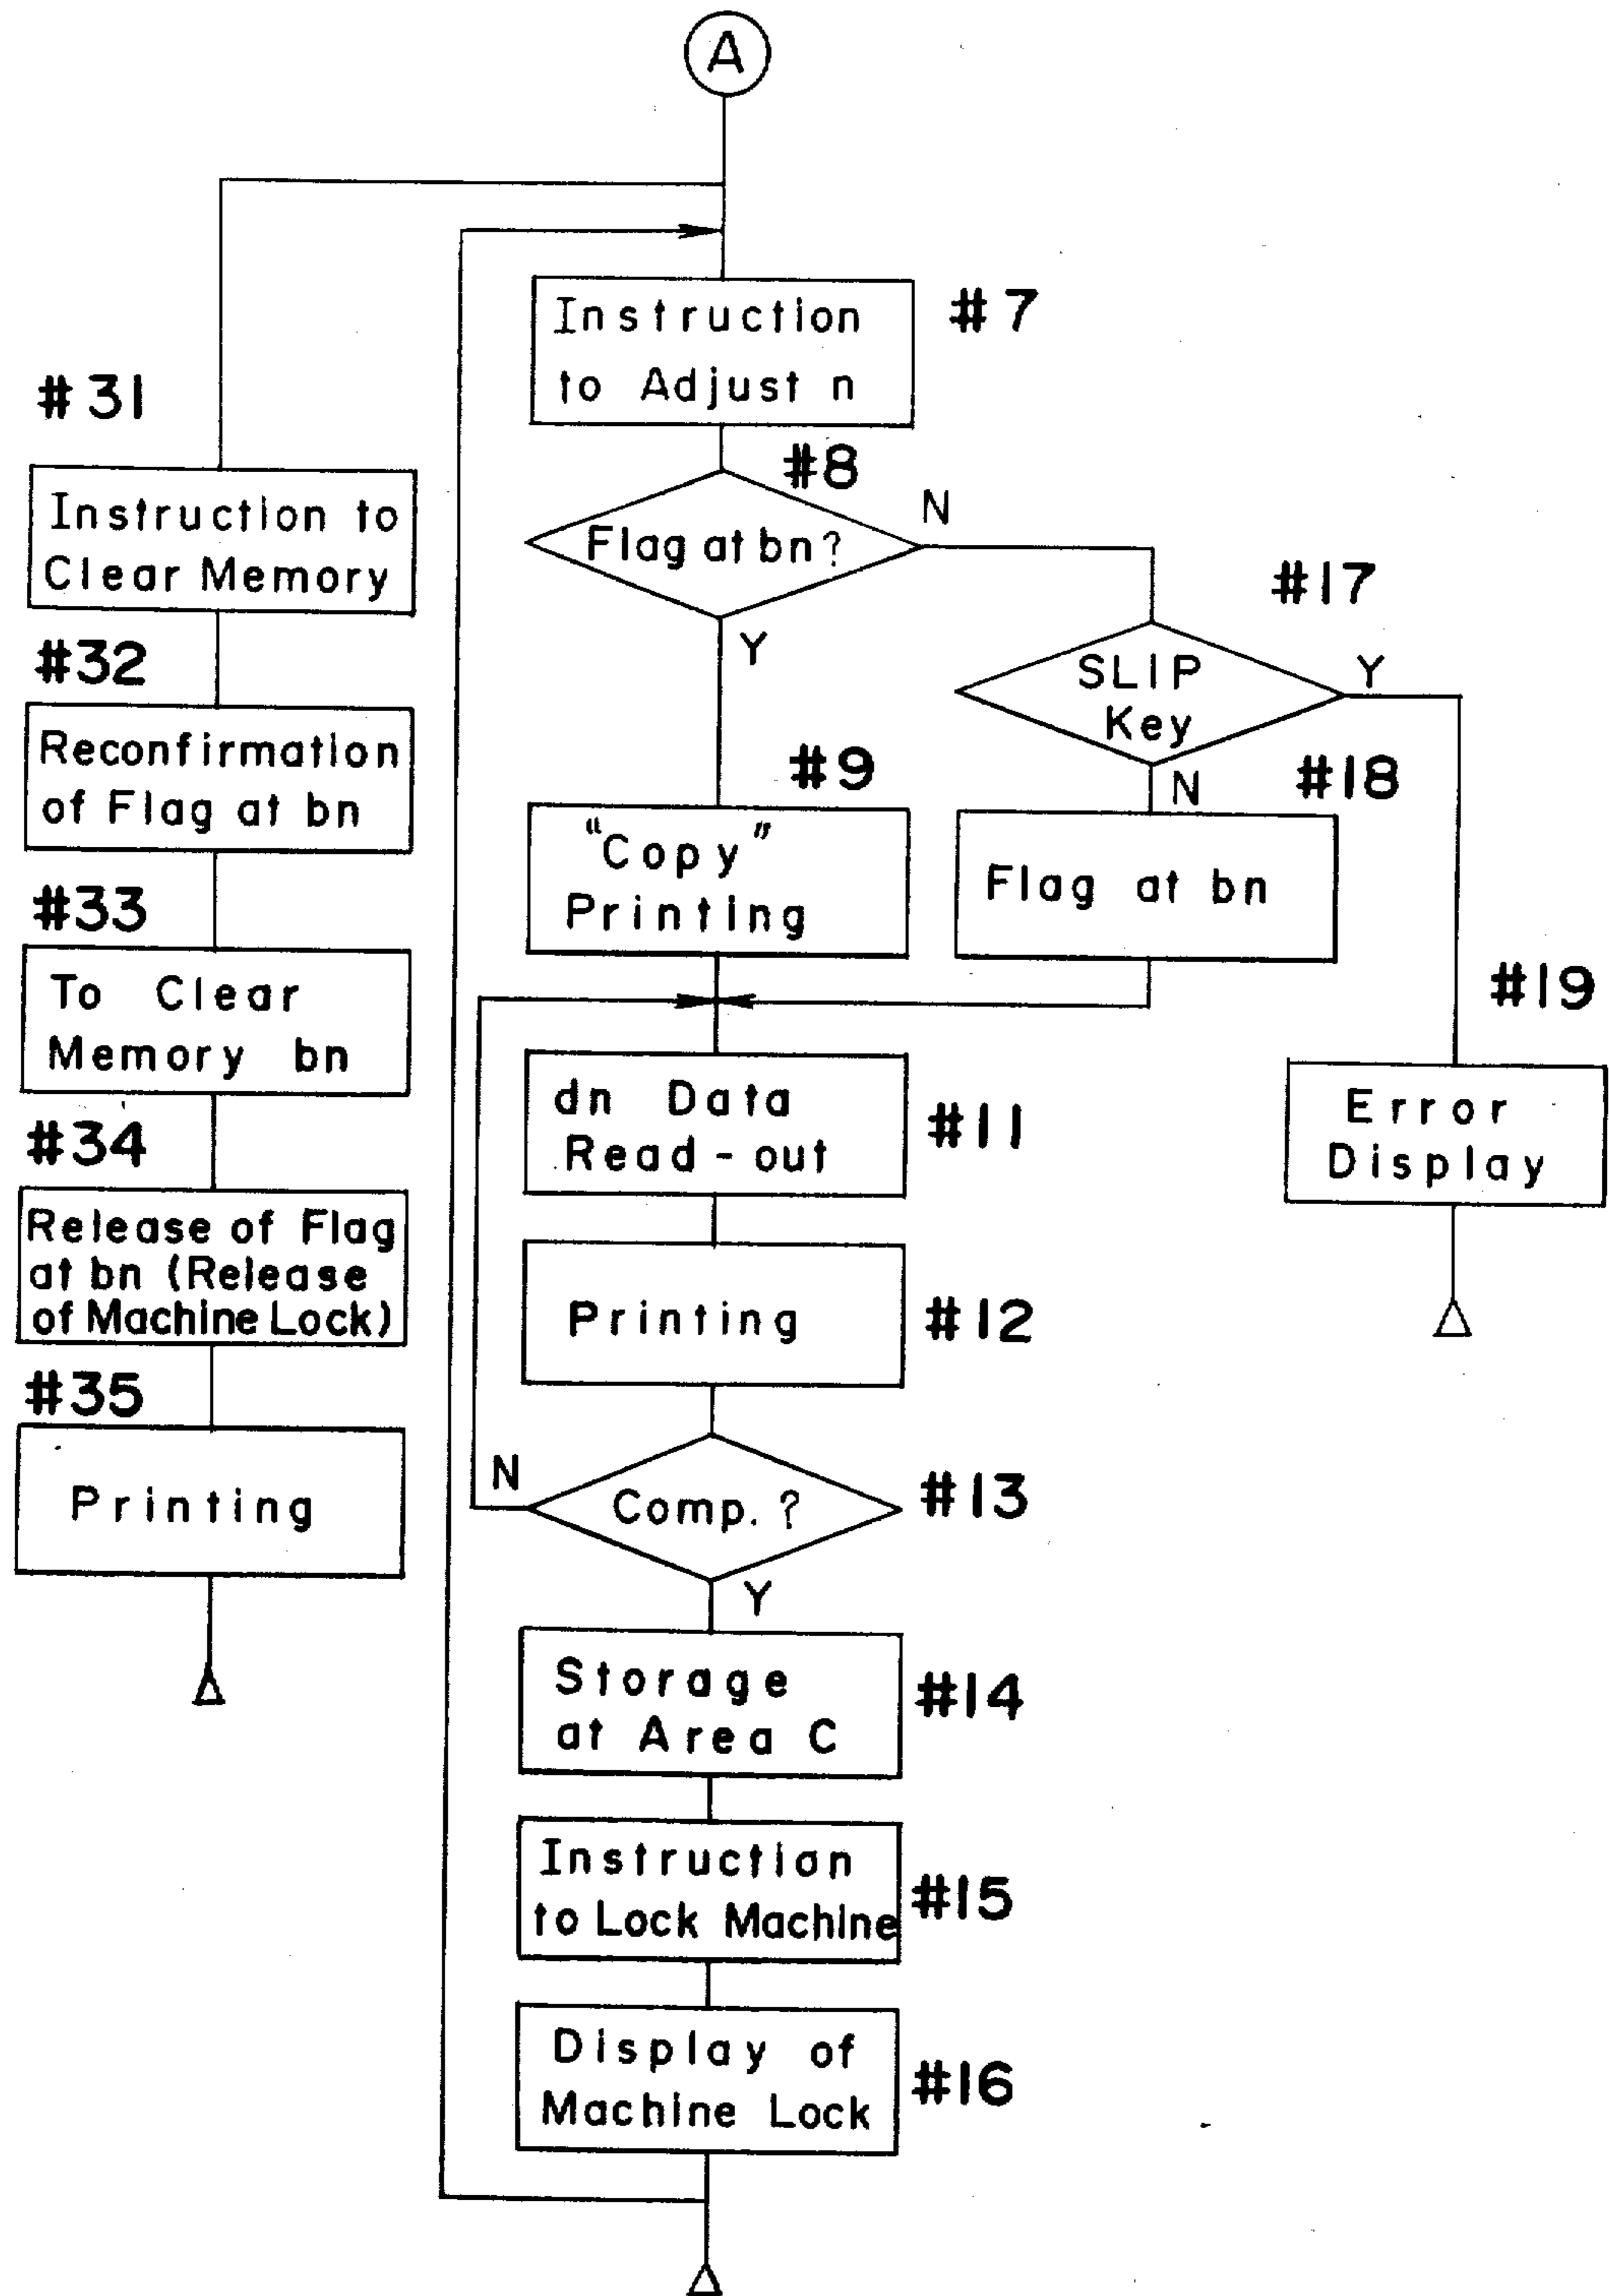 A
#7
Instruction
to Adjust n
#8
Flag at bn?
N
Y
#17
SLIP
Key
Y
N
#9
"Copy"
Printing
#18
Flag at bn
#19
Error
Display
dn Data
Read-out
#11
Printing
#12
N
Comp.?
#13
Y
Storage
at Area C
#14
Instruction
to Lock Machine
#15
Display of
Machine Lock
#16
#31
Instruction to
Clear Memory
#32
Reconfirmation
of Flag at bn
#33
To Clear
Memory bn
#34
Release of Flag
at bn (Release
of Machine Lock)
#35
Printing